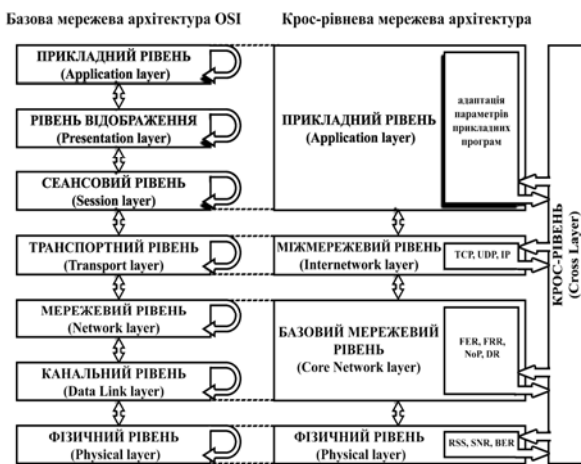 Базова мережева архітектура OSI
Крос-рівнева мережева архітектура
ПРИКЛАДНИЙ РІВЕНЬ
(Application layer)
РІВЕНЬ ВІДОБРАЖЕННЯ
(Presentation layer)
СЕАНСОВИЙ РІВЕНЬ
(Session layer)
ТРАНСПОРТНИЙ РІВЕНЬ
(Transport layer)
МЕРЕЖЕВИЙ РІВЕНЬ
(Network layer)
КАНАЛЬНИЙ РІВЕНЬ
(Data Link layer)
ФІЗИЧНИЙ РІВЕНЬ
(Physical layer)
ПРИКЛАДНИЙ РІВЕНЬ
(Application layer)
адаптація
параметрів
прикладних
програм
МІЖМЕРЕЖЕВИЙ РІВЕНЬ
(Internetwork layer)
TCP, UDP, IP
БАЗОВИЙ МЕРЕЖЕВИЙ
РІВЕНЬ
(Core Network layer)
FER, FRR,
NoP, DR
ФІЗИЧНИЙ РІВЕНЬ
(Physical layer)
RSS, SNR, BER
КРОС-РІВЕНЬ
(Cross Layer)